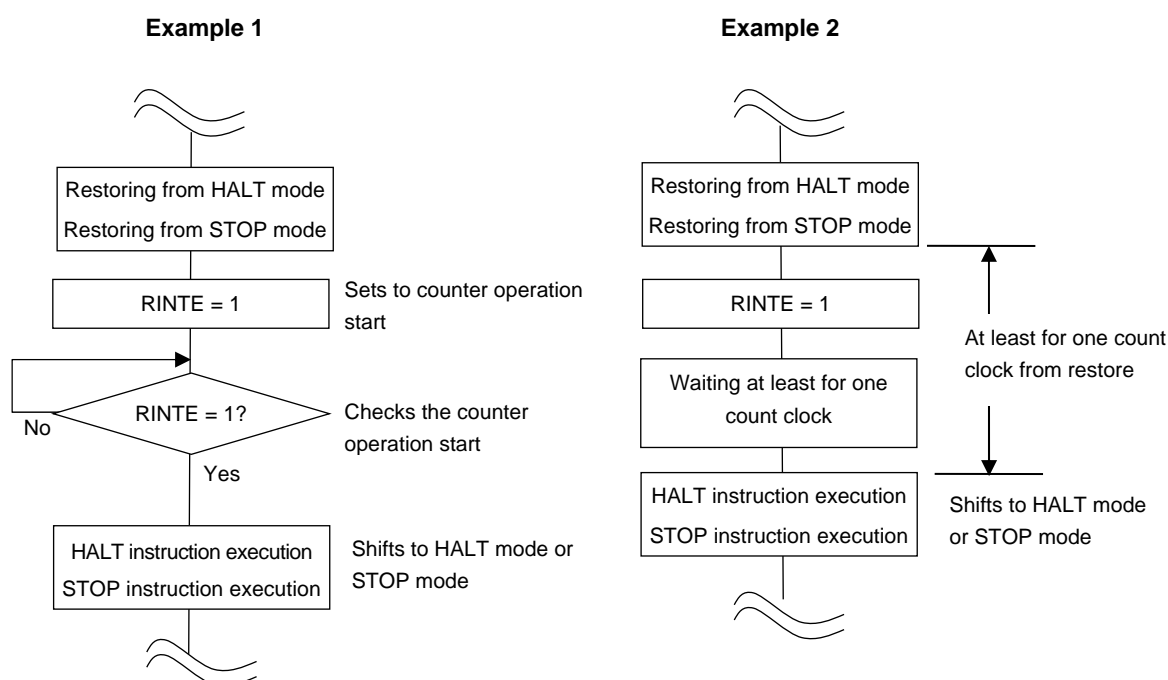 Example 1
Restoring from HALT mode
Restoring from STOP mode
RINTE = 1
Sets to counter operation
start
RINTE = 1?
No
Checks the counter
operation start
Yes
HALT instruction execution
STOP instruction execution
Shifts to HALT mode or
STOP mode
Example 2
Restoring from HALT mode
Restoring from STOP mode
RINTE = 1
At least for one count
clock from restore
Waiting at least for one
count clock
HALT instruction execution
STOP instruction execution
Shifts to HALT mode
or STOP mode